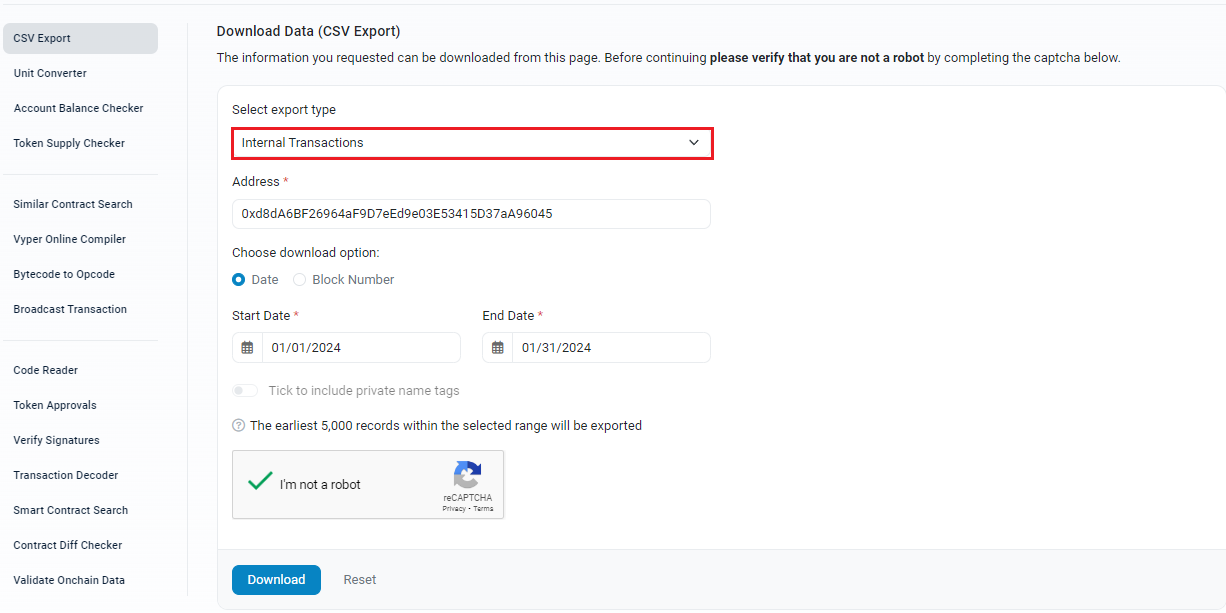 CSV Export
Unit Converter
Account Balance Checker
Token Supply Checker
Similar Contract Search
Vyper Online Compiler
Bytecode to Opcode
Broadcast Transaction
Code Reader
Token Approvals
Verify Signatures
Transaction Decoder
Smart Contract Search
Contract Diff Checker
Validate Onchain Data
Download Data (CSV Export)
The information you requested can be downloaded from this page. Before continuing please verify that you are not a robot by completing the captcha below.
Select export type
Internal Transactions
Address *
0xd8dA6BF26964aF9D7eEd9e03E53415D37aA96045
Choose download option:
Date Block Number
Start Date * End Date *
01/01/2024 01/31/2024
Tick to include private name tags
? The earliest 5,000 records within the selected range will be exported
I'm not a robot
reCAPTCHA
Privacy - Terms
Download Reset